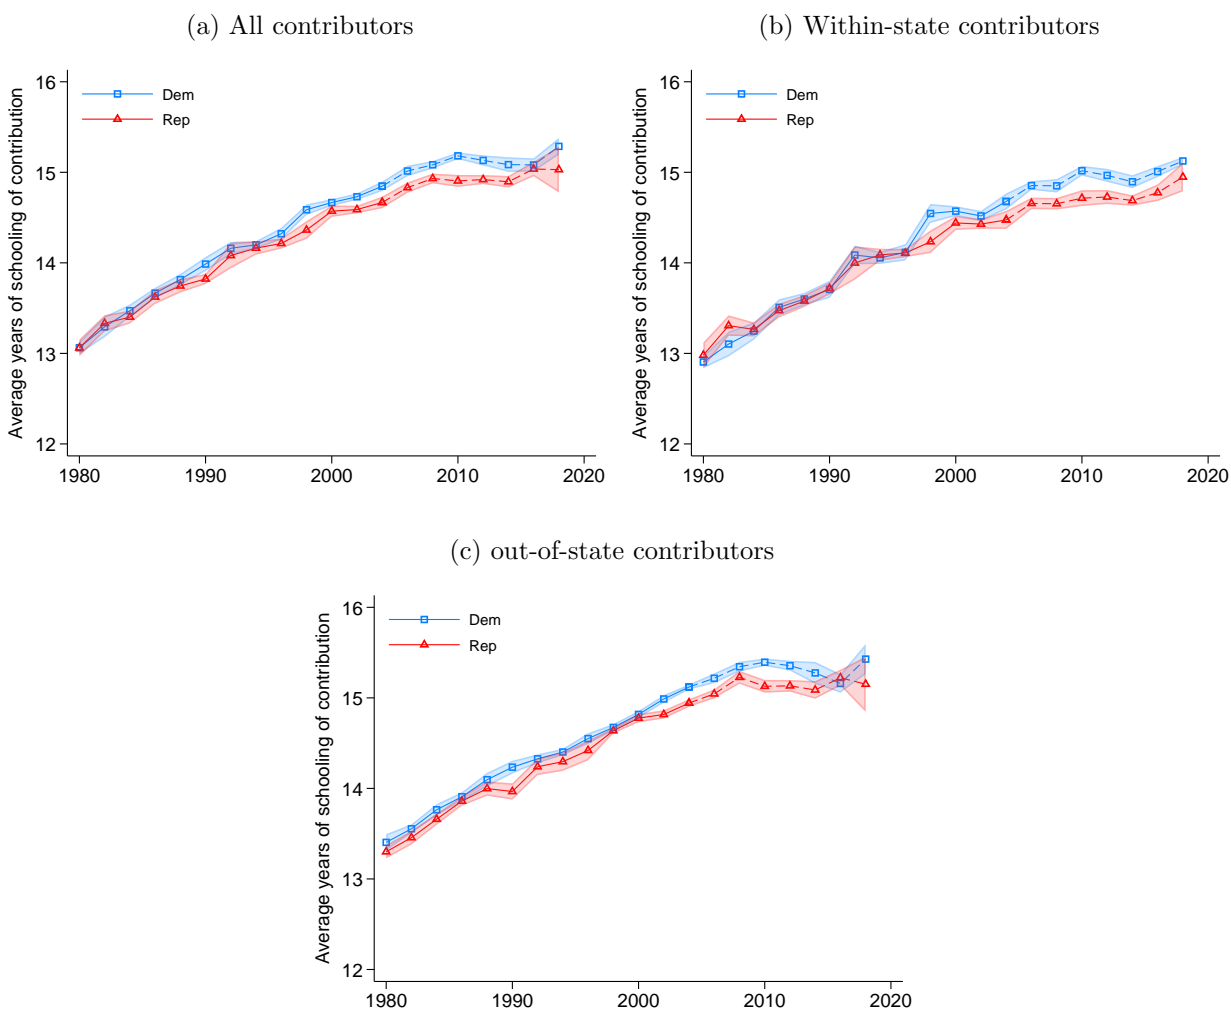 (a) All contributors
Average years of schooling of contribution
16
15
14
13
12
Dem
Rep
1980
1990
2000
2010
2020
(b) Within-state contributors
Average years of schooling of contribution
16
15
14
13
12
Dem
Rep
1980
1990
2000
2010
2020
(c) out-of-state contributors
Average years of schooling of contribution
16
15
14
13
12
Dem
Rep
1980
1990
2000
2010
2020